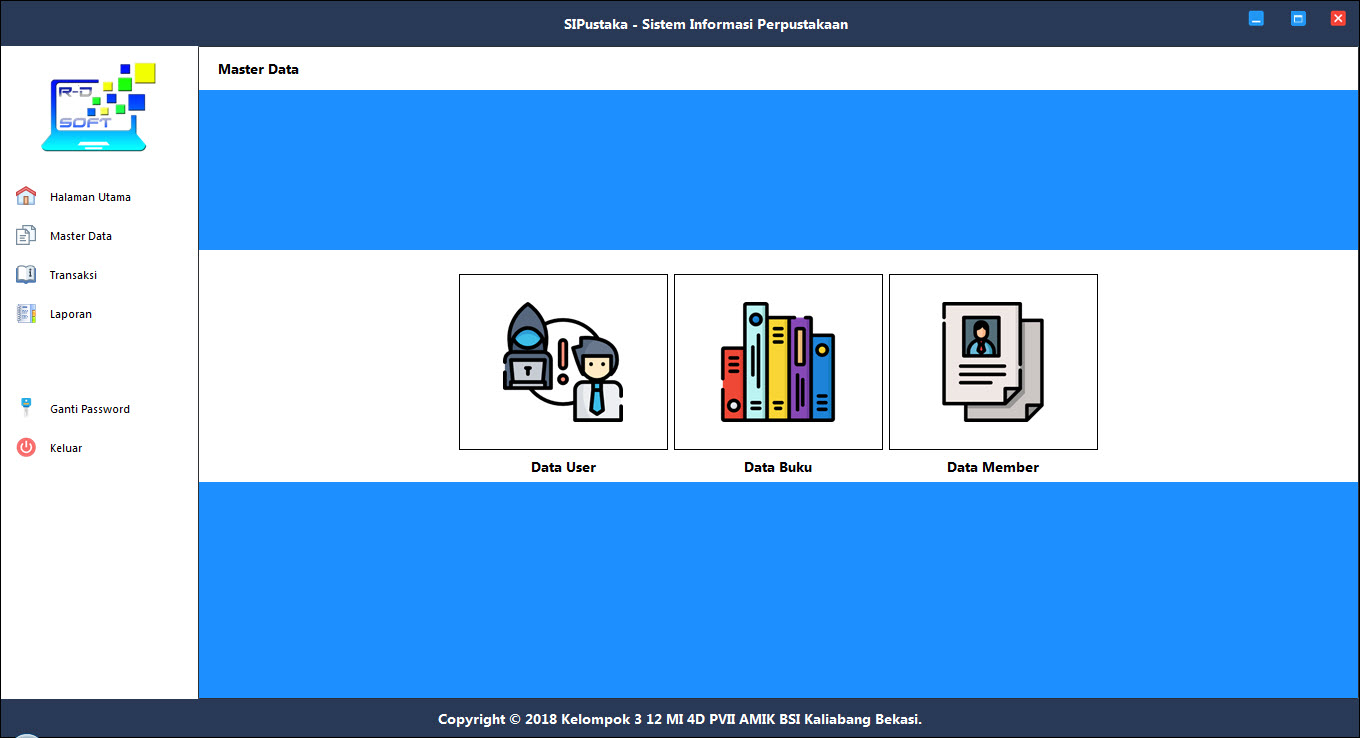 SIPustaka - Sistem Informasi Perpustakaan
R-D
SOFT
Master Data
Halaman Utama
Master Data
Transaksi
Laporan
Ganti Password
Keluar
Data User
Data Buku
Data Member
Copyright © 2018 Kelompok 3 12 MI 4D PVII AMIK BSI Kaliabang Bekasi.